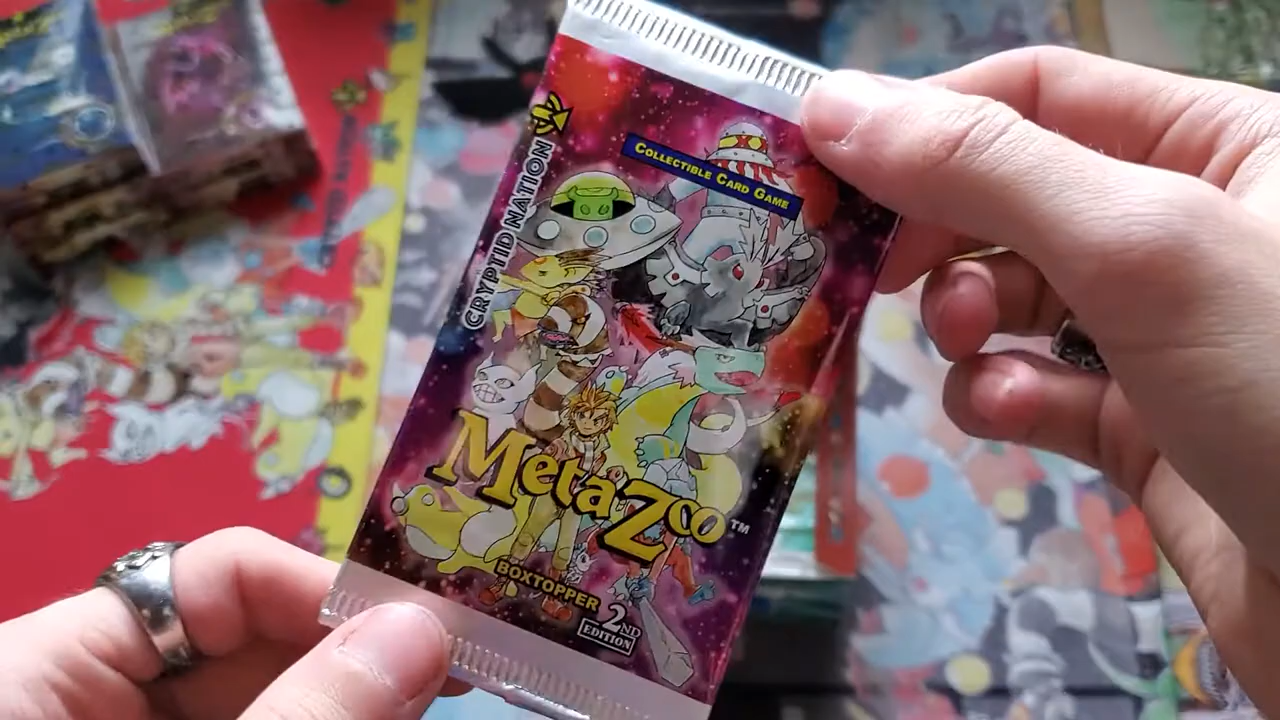 COLLECTIBLE CARD GAME
CRYPTID NATION
METAZOO™
BOXTOPPER
2ND
EDITION